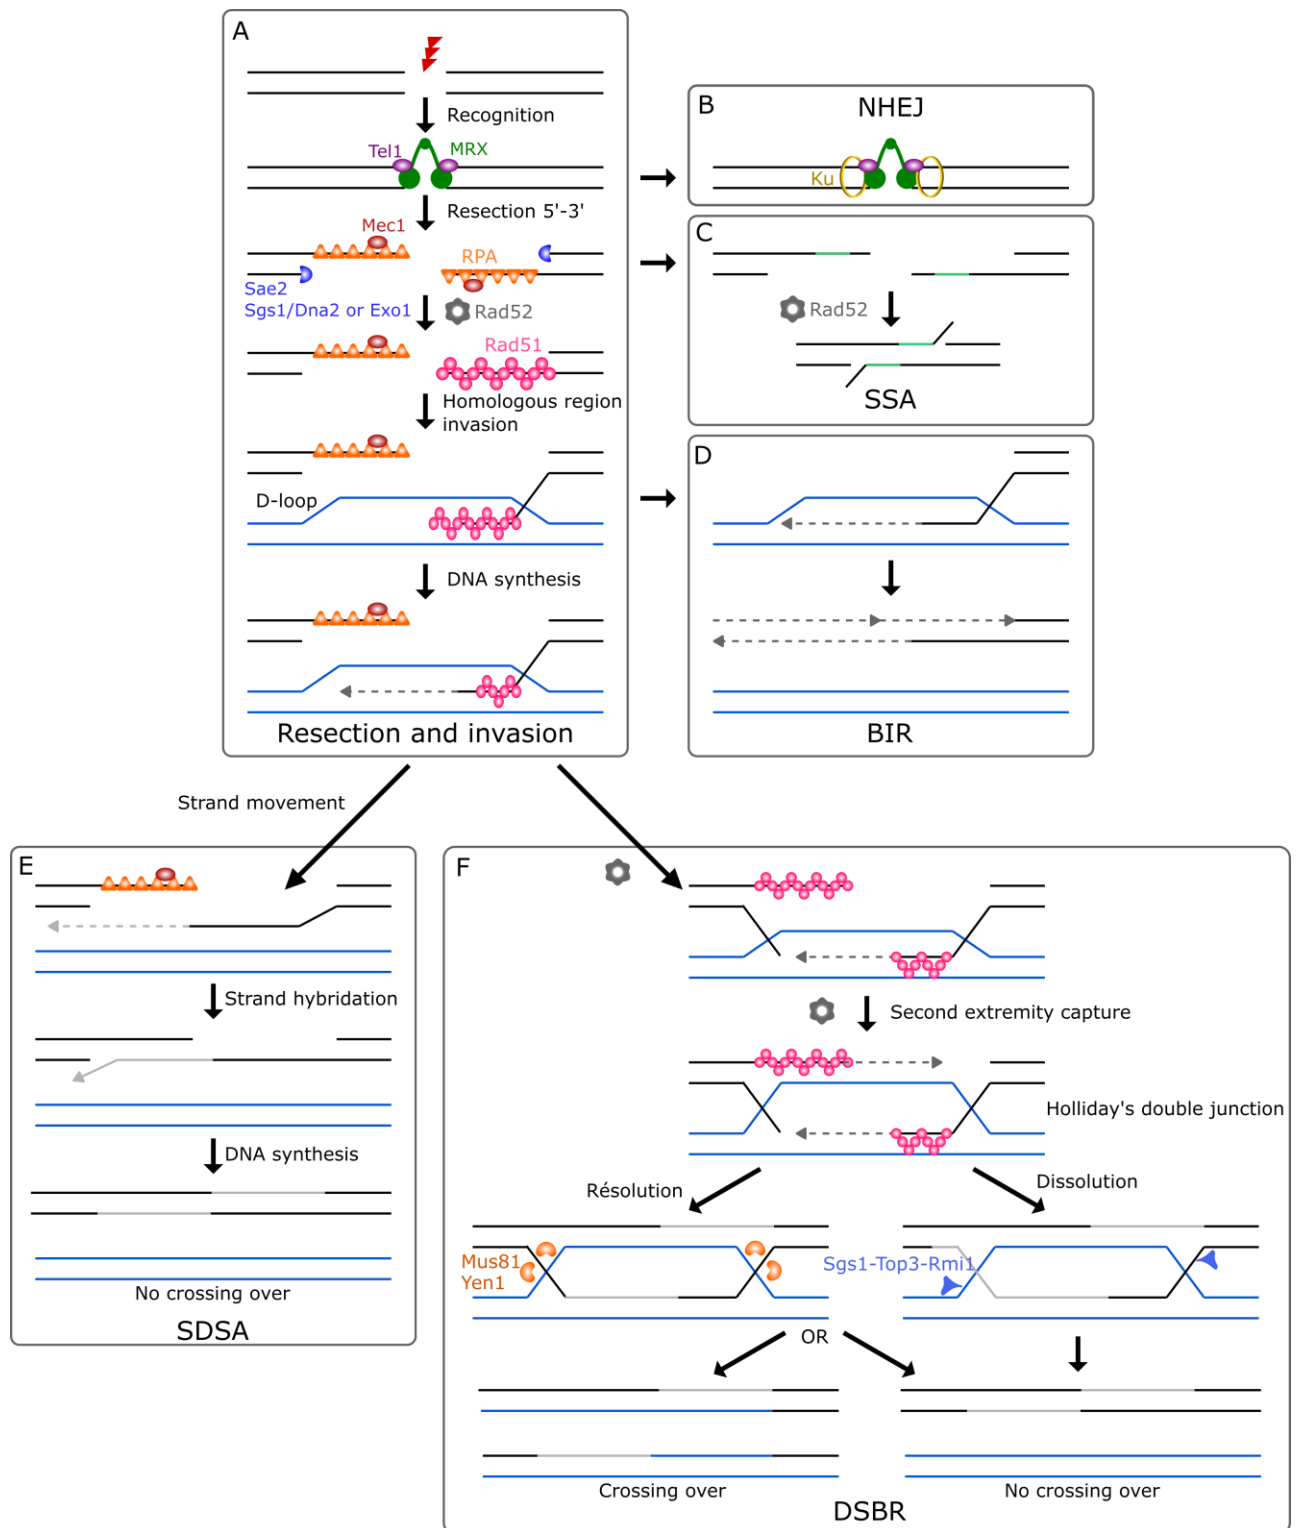 A
Recognition
Tel1
MRX
Resection 5'-3'
Mec1
RPA
Sae2
Sgs1/Dna2 or Exo1
Rad52
Rad51
Homologous region
invasion
D-loop
DNA synthesis
Resection and invasion
B
NHEJ
Ku
C
Rad52
SSA
D
BIR
Strand movement
E
Strand hybridation
DNA synthesis
No crossing over
SDSA
F
Second extremity capture
Holliday's double junction
Résolution
Dissolution
Mus81
Yen1
Sgs1-Top3-Rmi1
OR
Crossing over
No crossing over
DSBR